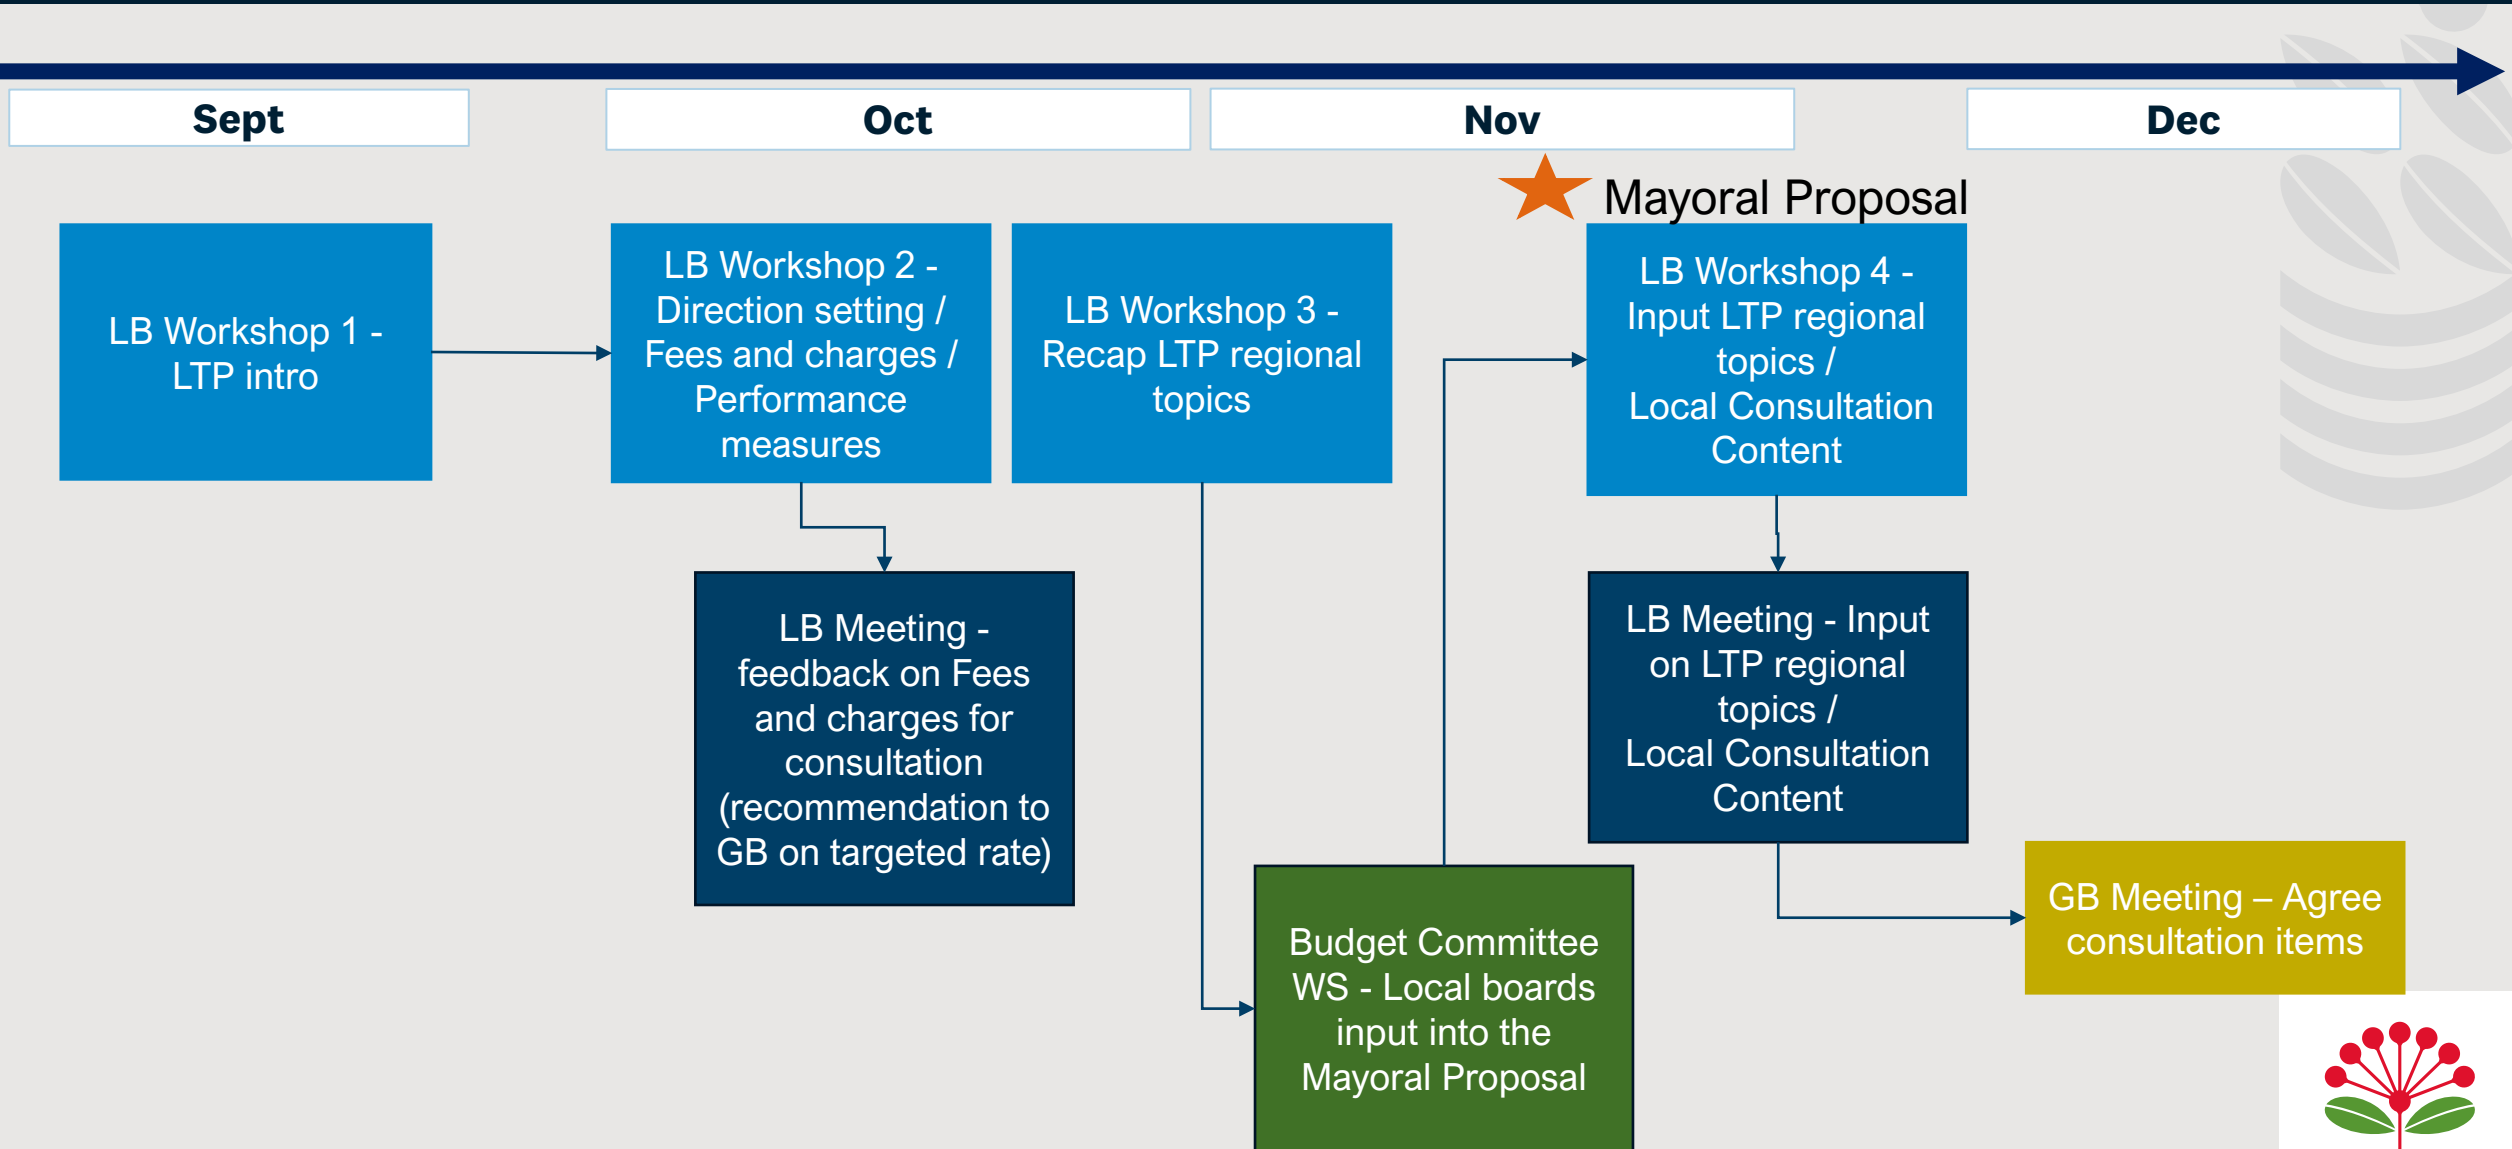 Sept
Oct
Nov
Dec
Mayoral Proposal
LB Workshop 1 -
LTP intro
LB Workshop 2 -
Direction setting /
Fees and charges /
Performance
measures
LB Workshop 3 -
Recap LTP regional
topics
LB Workshop 4 -
Input LTP regional
topics /
Local Consultation
Content
LB Meeting -
feedback on Fees
and charges for
consultation
(recommendation to
GB on targeted rate)
Budget Committee
WS - Local boards
input into the
Mayoral Proposal
LB Meeting - Input
on LTP regional
topics /
Local Consultation
Content
GB Meeting – Agree
consultation items